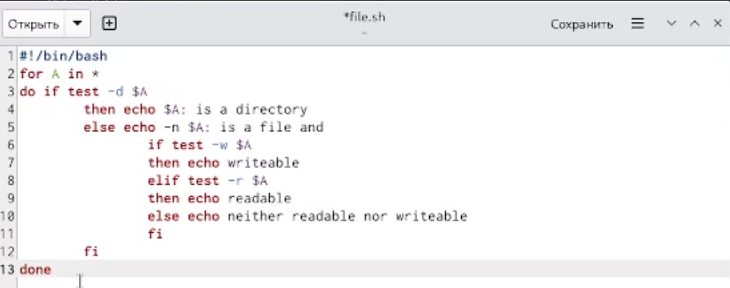 Открыть
*file.sh
~
Сохранить
1 #!/bin/bash
2 for A in *
3 do if test -d $A
4 then echo $A: is a directory
5 else echo -n $A: is a file and
6 if test -w $A
7 then echo writeable
8 elif test -r $A
9 then echo readable
10 else echo neither readable nor writeable
11 fi
12 fi
13 done